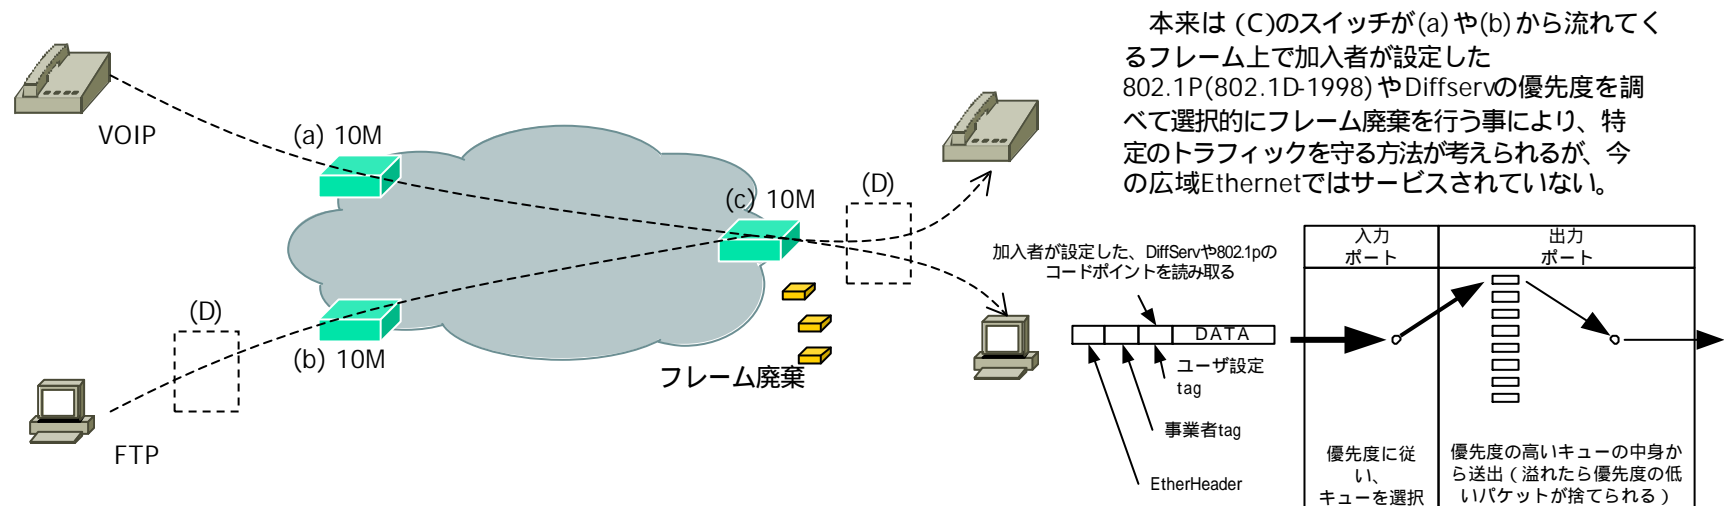 本来は (C)のスイッチが(a)や(b)から流れてく
るフレーム上で加入者が設定した
802.1P(802.1D-1998)やDiffservの優先度を調
べて選択的にフレーム廃棄を行う事により、特
定のトラフィックを守る方法が考えられるが、今
の広域Ethernetではサービスされていない。
VOIP
(a) 10M
(c) 10M
(D)
(D)
(b) 10M
FTP
フレーム廃棄
加入者が設定した、DiffServや802.1pの
コードポイントを読み取る
DATA
ユーザ設定
tag
事業者tag
EtherHeader
入力
ポート
出力
ポート
優先度に従
い、
キューを選択
優先度の高いキューの中身か
ら送出(溢れたら優先度の低
いパケットが捨てられる)